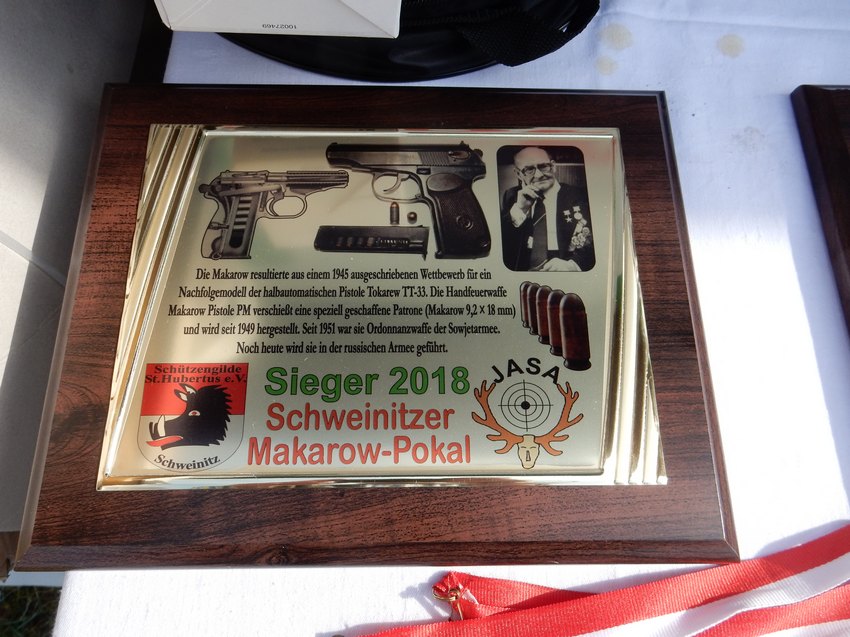 10027469
Die Makarow resultierte aus einem 1945 ausgeschriebenen Wettbewerb für ein
Nachfolgemodell der halbautomatischen Pistole Tokarew TT-33. Die Handfeuerwaffe
Makarow Pistole PM verschießt eine speziell geschaffene Patrone (Makarow 9,2 × 18 mm)
und wird seit 1949 hergestellt. Seit 1951 war sie Ordonnanzwaffe der Sowjetarmee.
Noch heute wird sie in der russischen Armee geführt.
Schützengilde
St.Hubertus e.V.
Schweinitz
Sieger 2018
Schweinitzer
Makarow-Pokal
JASA